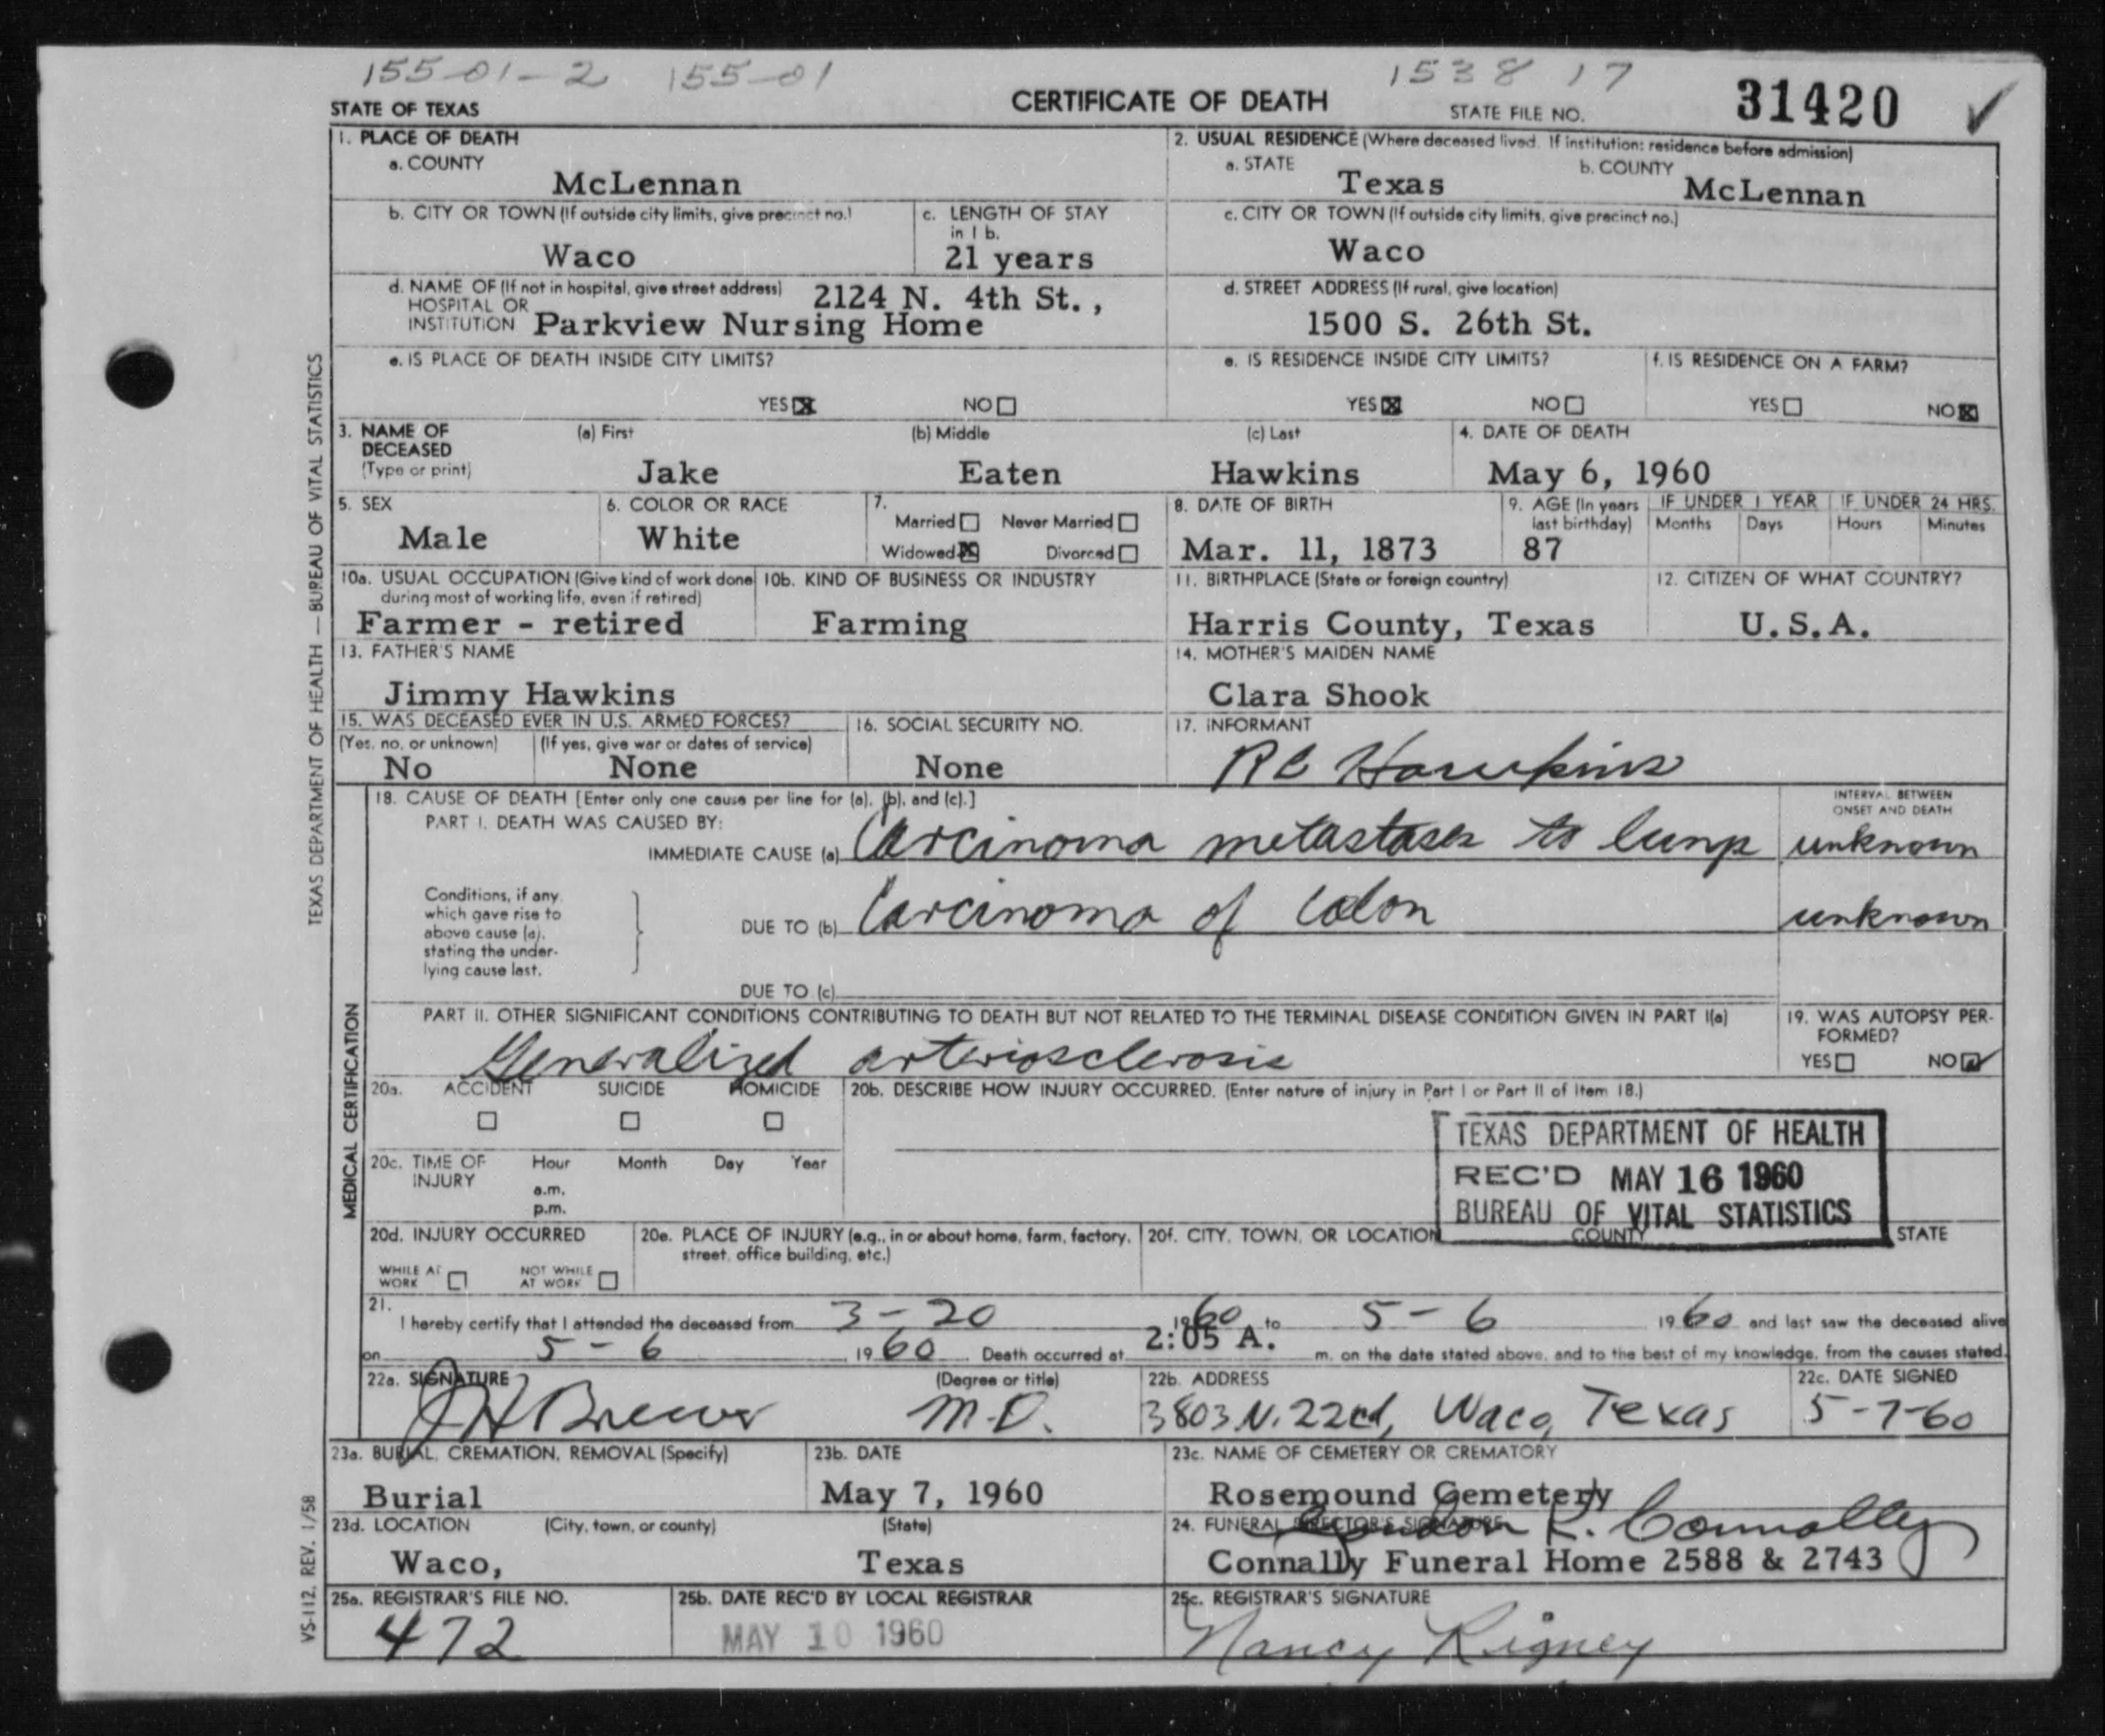 155-01-2 155-01 1538 17
STATE OF TEXAS CERTIFICATE OF DEATH STATE FILE NO. 31420
1. PLACE OF DEATH
a. COUNTY
McLennan
2. USUAL RESIDENCE (Where deceased lived. If institution: residence before admission)
a. STATE b. COUNTY
Texas McLennan
b. CITY OR TOWN (If outside city limits, give precinct no.)
Waco
c. LENGTH OF STAY
in 1 b.
21 years
c. CITY OR TOWN (If outside city limits, give precinct no.)
Waco
d. NAME OF (If not in hospital, give street address) 2124 N. 4th St.,
HOSPITAL OR
INSTITUTION Parkview Nursing Home
d. STREET ADDRESS (If rural, give location)
1500 S. 26th St.
e. IS PLACE OF DEATH INSIDE CITY LIMITS?
YES NO
e. IS RESIDENCE INSIDE CITY LIMITS?
YES NO
f. IS RESIDENCE ON A FARM?
YES NO
3. NAME OF
DECEASED
(Type or print)
(a) First (b) Middle (c) Last
Jake Eaten Hawkins
4. DATE OF DEATH
May 6, 1960
5. SEX
Male
6. COLOR OR RACE
White
7.
Married Never Married
Widowed Divorced
8. DATE OF BIRTH
Mar. 11, 1873
9. AGE (In years
last birthday)
87
IF UNDER 1 YEAR
Months Days
IF UNDER 24 HRS.
Hours Minutes
10a. USUAL OCCUPATION (Give kind of work done
during most of working life, even if retired)
Farmer - retired
10b. KIND OF BUSINESS OR INDUSTRY
Farming
11. BIRTHPLACE (State or foreign country)
Harris County, Texas
12. CITIZEN OF WHAT COUNTRY?
U.S.A.
13. FATHER'S NAME
Jimmy Hawkins
14. MOTHER'S MAIDEN NAME
Clara Shook
15. WAS DECEASED EVER IN U.S. ARMED FORCES?
(Yes, no, or unknown) (If yes, give war or dates of service)
No None
16. SOCIAL SECURITY NO.
None
17. INFORMANT
RC Hawkins
18. CAUSE OF DEATH [Enter only one cause per line for (a), (b), and (c).]
PART I. DEATH WAS CAUSED BY:
INTERVAL BETWEEN
ONSET AND DEATH
IMMEDIATE CAUSE (a) Carcinoma metastases to lungs unknown
Conditions, if any
which gave rise to
above cause (a),
stating the under-
lying cause last.
DUE TO (b) Carcinoma of colon unknown
DUE TO (c)
PART II. OTHER SIGNIFICANT CONDITIONS CONTRIBUTING TO DEATH BUT NOT RELATED TO THE TERMINAL DISEASE CONDITION GIVEN IN PART I(a)
Generalized arteriosclerosis
19. WAS AUTOPSY PER-
FORMED?
YES NO
20a. ACCIDENT SUICIDE HOMICIDE
20b. DESCRIBE HOW INJURY OCCURRED. (Enter nature of injury in Part I or Part II of Item 18.)
TEXAS DEPARTMENT OF HEALTH
REC'D MAY 16 1960
BUREAU OF VITAL STATISTICS
20c. TIME OF
INJURY
Hour Month Day Year
a.m.
p.m.
20d. INJURY OCCURRED
WHILE AT
WORK
NOT WHILE
AT WORK
20e. PLACE OF INJURY (e.g., in or about home, farm, factory,
street, office building, etc.)
20f. CITY, TOWN, OR LOCATION COUNTY STATE
21.
I hereby certify that I attended the deceased from 3-20 1960 to 5-6 1960 and last saw the deceased alive
on 5-6, 1960. Death occurred at 2:05 A. m. on the date stated above, and to the best of my knowledge, from the causes stated.
22a. SIGNATURE (Degree or title)
JH Brewer M.D.
22b. ADDRESS
3803 N. 22nd, Waco, Texas
22c. DATE SIGNED
5-7-60
23a. BURIAL, CREMATION, REMOVAL (Specify)
Burial
23b. DATE
May 7, 1960
23c. NAME OF CEMETERY OR CREMATORY
Rosemound Cemetery
23d. LOCATION (City, town, or county) (State)
Waco, Texas
24. FUNERAL DIRECTOR'S SIGNATURE
R. Connally
Connally Funeral Home 2588 & 2743
25a. REGISTRAR'S FILE NO.
472
25b. DATE REC'D BY LOCAL REGISTRAR
MAY 10 1960
25c. REGISTRAR'S SIGNATURE
Nancy Rigney
TEXAS DEPARTMENT OF HEALTH — BUREAU OF VITAL STATISTICS
MEDICAL CERTIFICATION
VS-112. REV. 1/58